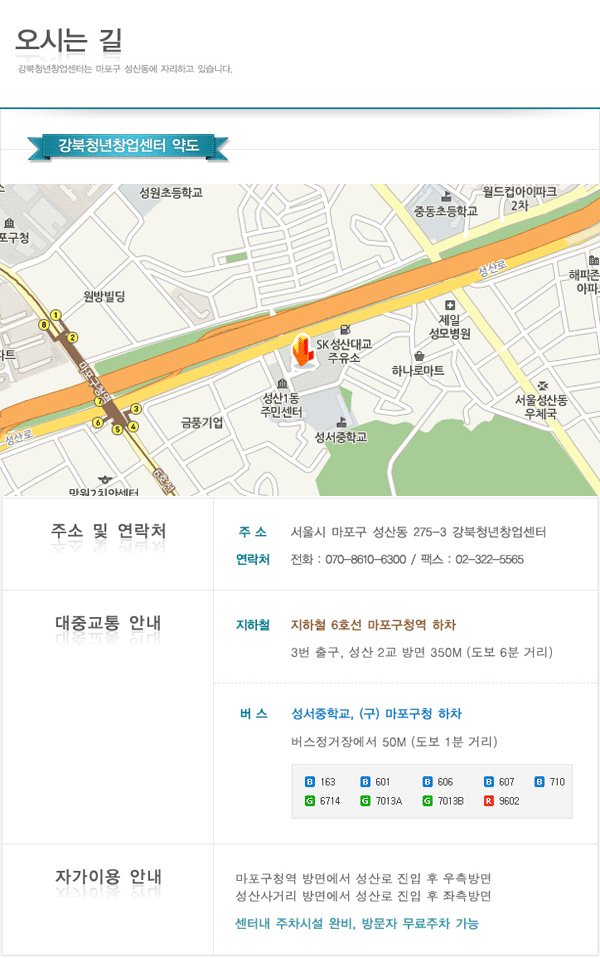 오시는 길
강북청년창업센터는 마포구 성산동에 자리하고 있습니다.
강북청년창업센터 약도
성원초등학교
월드컵아이파크
2차
중동초등학교
포구청
성산로
해피존
아파
원방빌딩
1
8
2
제일
성모병원
SK성산대교
주유소
파트
마포구청역
하나로마트
성산1동
주민센터
서울성산동
우체국
7
3
6
5
4
금풍기업
성산로
성서중학교
6호선
망원2치안센터
주소 및 연락처
주 소
서울시 마포구 성산동 275-3 강북청년창업센터
연락처
전화 : 070-8610-6300 / 팩스 : 02-322-5565
대중교통 안내
지하철
지하철 6호선 마포구청역 하차
3번 출구, 성산 2교 방면 350M (도보 6분 거리)
버 스
성서중학교, (구) 마포구청 하차
버스정거장에서 50M (도보 1분 거리)
B 163 B 601 B 606 B 607 B 710
G 6714 G 7013A G 7013B R 9602
자가이용 안내
마포구청역 방면에서 성산로 진입 후 우측방면
성산사거리 방면에서 성산로 진입 후 좌측방면
센터내 주차시설 완비, 방문자 무료주차 가능